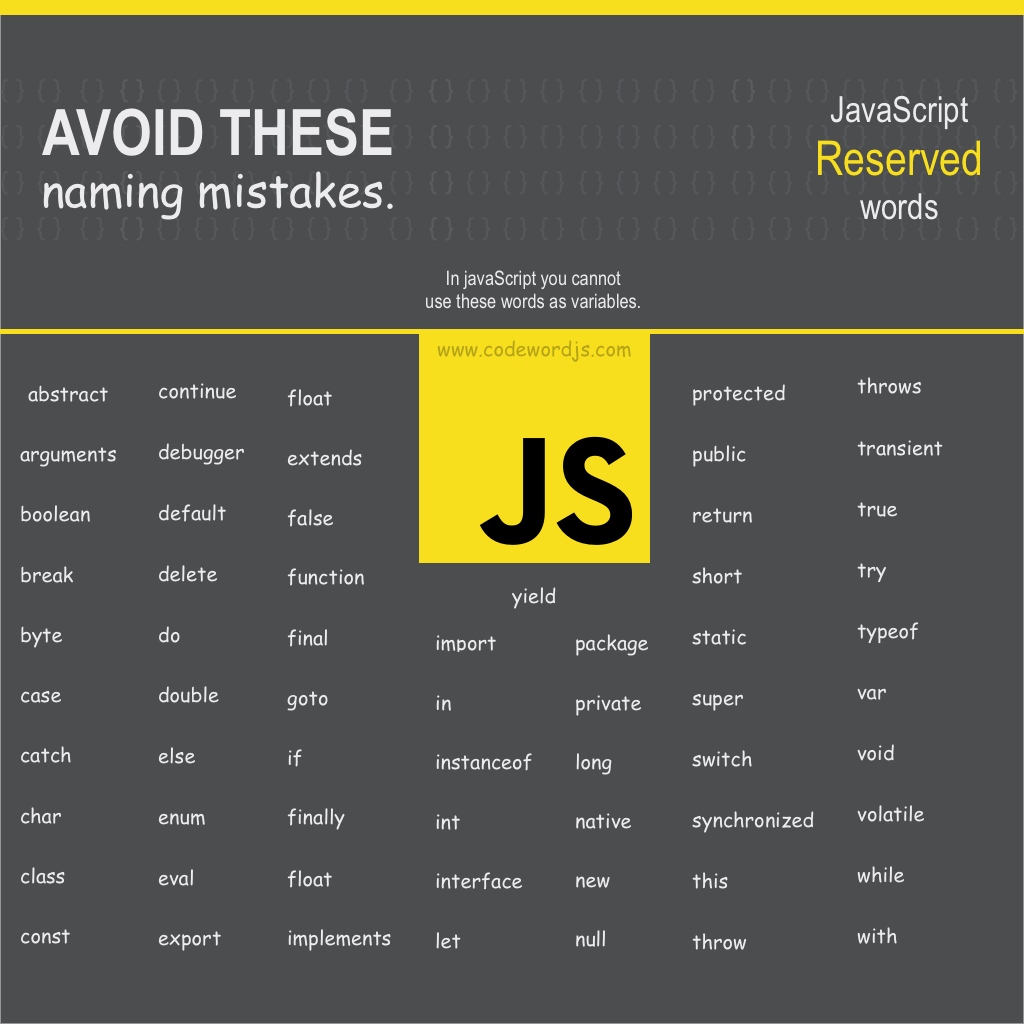 AVOID THESE
naming mistakes.
JavaScript
Reserved
words
In javaScript you cannot
use these words as variables.
www.codewordjs.com
JS
abstract
arguments
boolean
break
byte
case
catch
char
class
const
continue
debugger
default
delete
do
double
else
enum
eval
export
float
extends
false
function
final
goto
if
finally
float
implements
yield
import
in
instanceof
int
interface
let
package
private
long
native
new
null
protected
public
return
short
static
super
switch
synchronized
this
throw
throws
transient
true
try
typeof
var
void
volatile
while
with